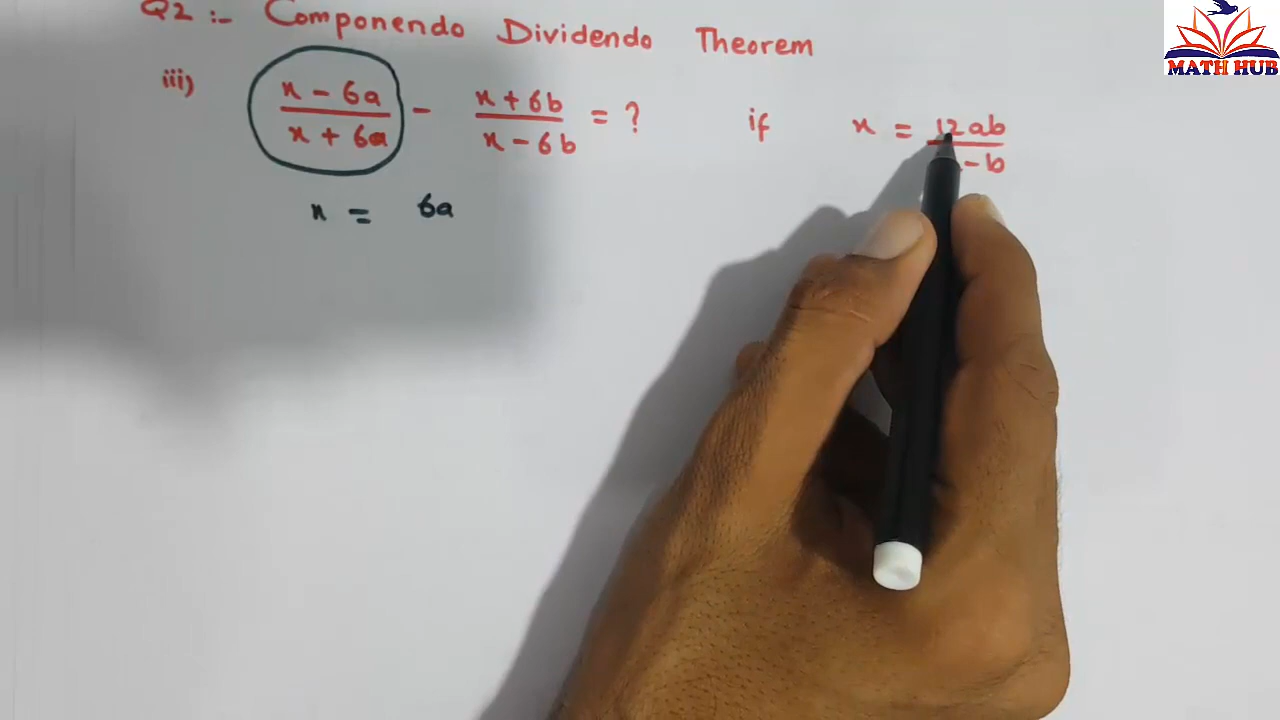 Q2 :- Componendo Dividendo Theorem
iii) x - 6a / x + 6a - x + 6b / x - 6b = ? if x = 12ab / - b
x = 6a
MATH HUB